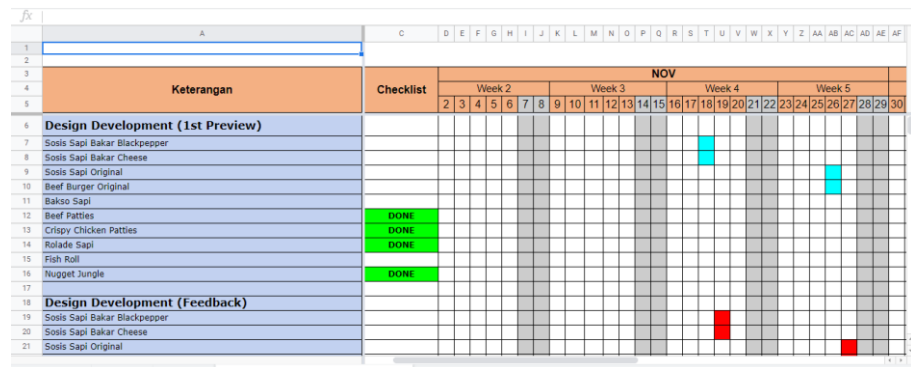 fx
A C D E F G H I J K L M N O P Q R S T U V W X Y Z AA AB AC AD AE AF
1
2
3 NOV
4 Keterangan Checklist Week 2 Week 3 Week 4 Week 5
5 2 3 4 5 6 7 8 9 10 11 12 13 14 15 16 17 18 19 20 21 22 23 24 25 26 27 28 29 30
6 Design Development (1st Preview)
7 Sosis Sapi Bakar Blackpepper
8 Sosis Sapi Bakar Cheese
9 Sosis Sapi Original
10 Beef Burger Original
11 Bakso Sapi
12 Beef Patties DONE
13 Crispy Chicken Patties DONE
14 Rolade Sapi DONE
15 Fish Roll
16 Nugget Jungle DONE
17
18 Design Development (Feedback)
19 Sosis Sapi Bakar Blackpepper
20 Sosis Sapi Bakar Cheese
21 Sosis Sapi Original